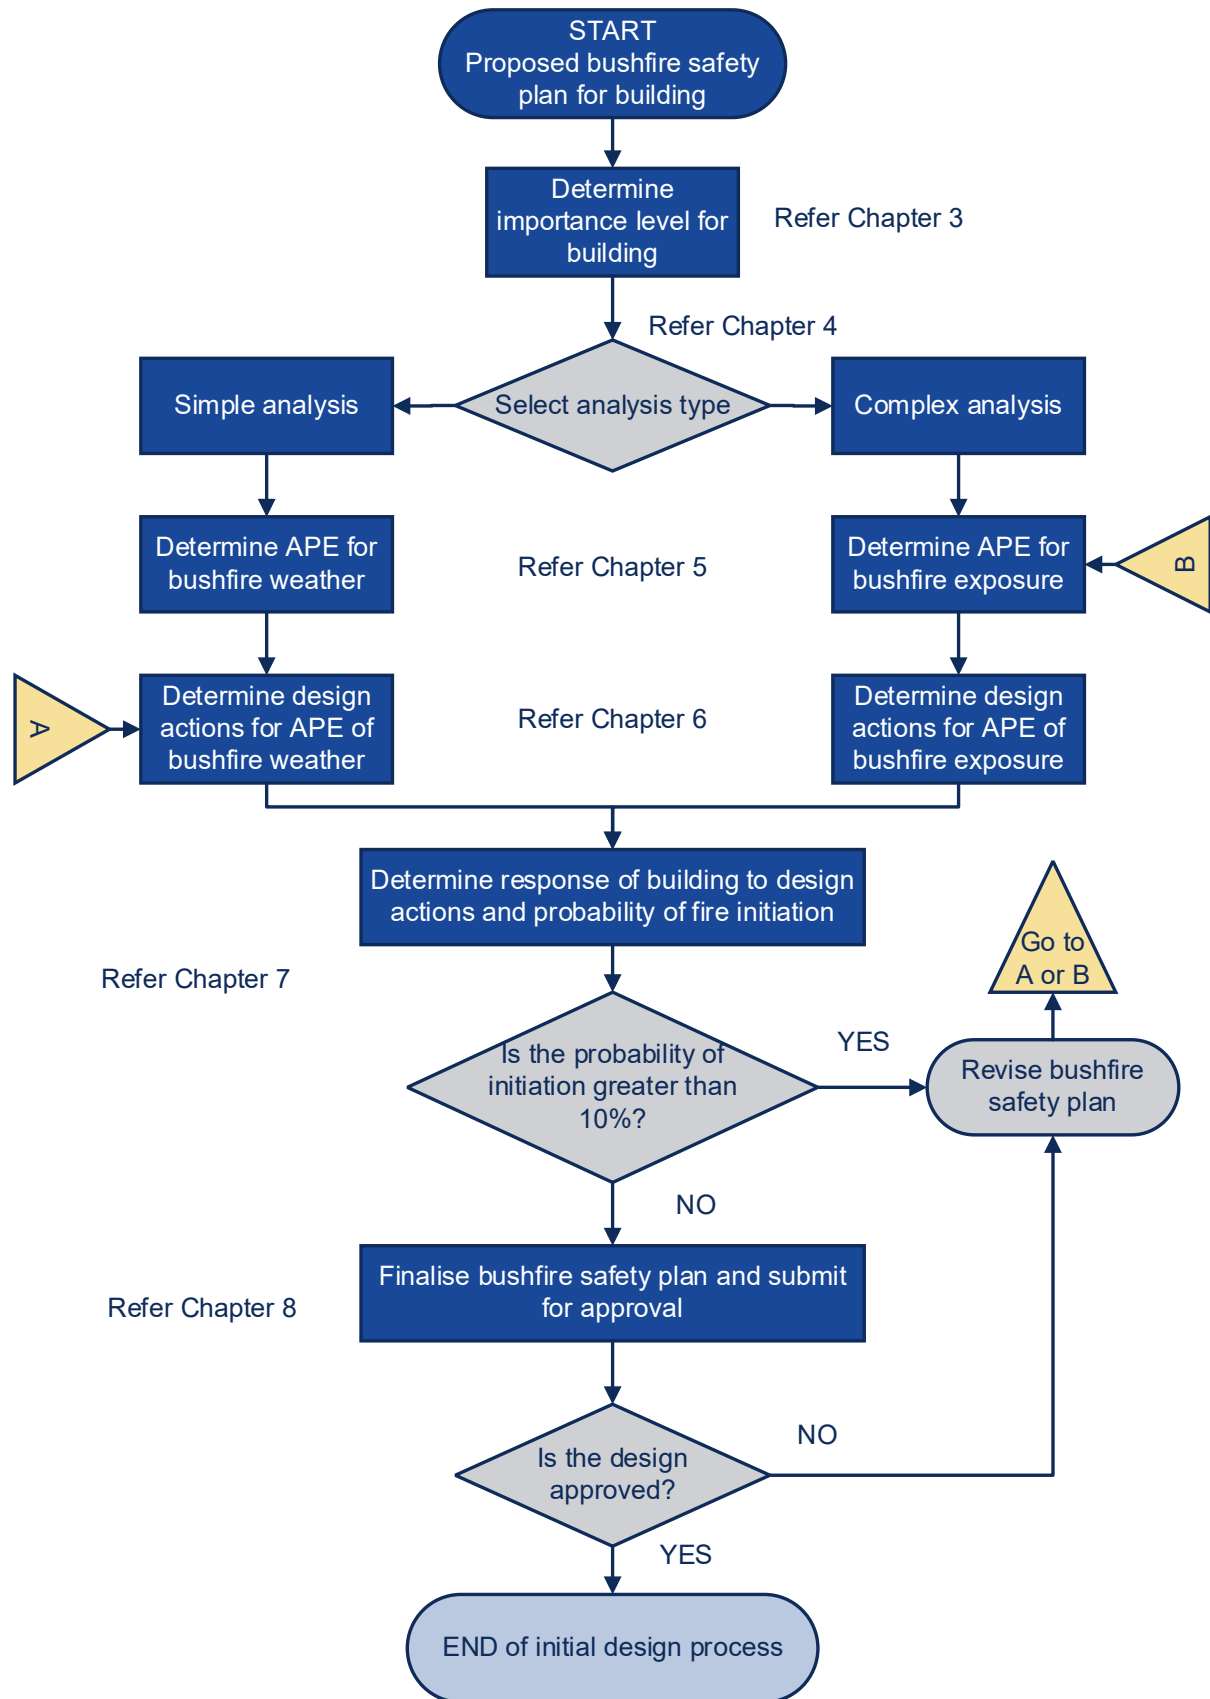 START
Proposed bushfire safety
plan for building
Determine
importance level for
building
Refer Chapter 3
Refer Chapter 4
Simple analysis
Select analysis type
Complex analysis
Determine APE for
bushfire weather
Refer Chapter 5
Determine APE for
bushfire exposure
B
A
Determine design
actions for APE of
bushfire weather
Refer Chapter 6
Determine design
actions for APE of
bushfire exposure
Determine response of building to design
actions and probability of fire initiation
Go to
A or B
Refer Chapter 7
Is the probability of
initiation greater than
10%?
YES
Revise bushfire
safety plan
NO
Finalise bushfire safety plan and submit
for approval
Refer Chapter 8
Is the design
approved?
NO
YES
END of initial design process